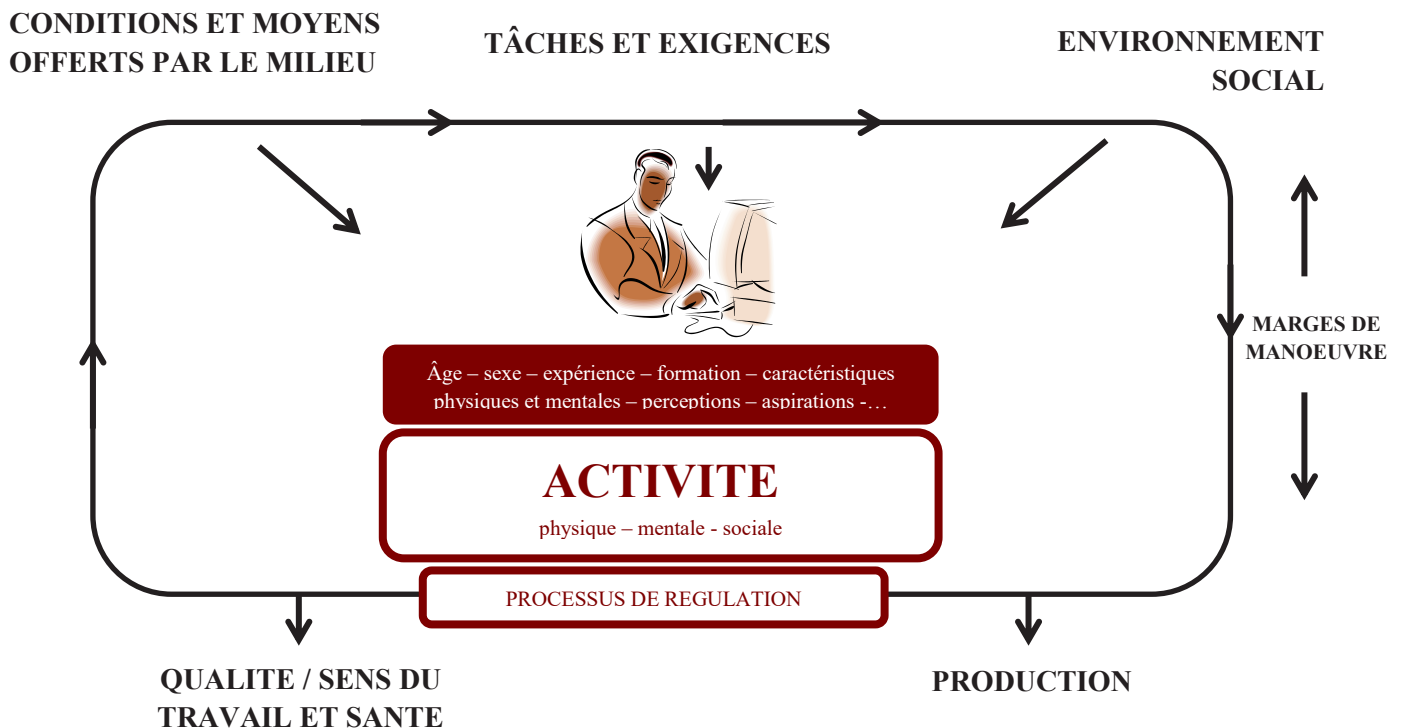 CONDITIONS ET MOYENS
OFFERTS PAR LE MILIEU
TÂCHES ET EXIGENCES
ENVIRONNEMENT
SOCIAL
MARGES DE
MANOEUVRE
Âge – sexe – expérience – formation – caractéristiques
physiques et mentales – perceptions – aspirations -…
ACTIVITE
physique – mentale - sociale
PROCESSUS DE REGULATION
QUALITE / SENS DU
TRAVAIL ET SANTE
PRODUCTION